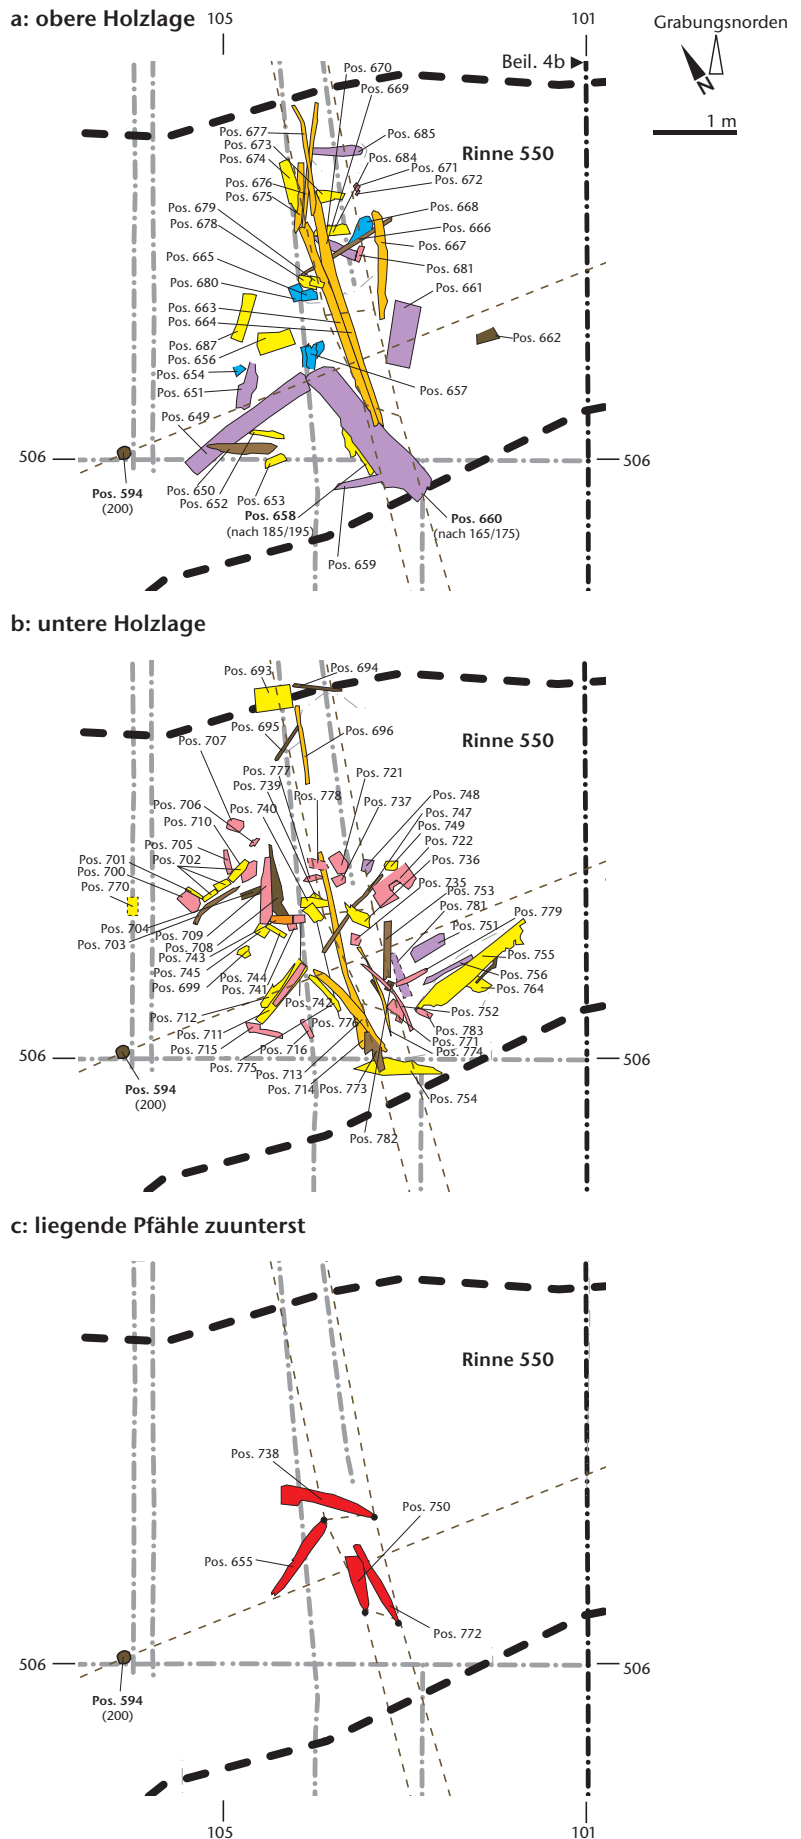 a: obere Holzlage
105
101
Grabungsnorden
N
1 m
Beil. 4b
Rinne 550
Pos. 670
Pos. 669
Pos. 677
Pos. 673
Pos. 674
Pos. 685
Pos. 684
Pos. 671
Pos. 672
Pos. 676
Pos. 675
Pos. 679
Pos. 678
Pos. 668
Pos. 666
Pos. 667
Pos. 665
Pos. 681
Pos. 680
Pos. 661
Pos. 663
Pos. 664
Pos. 662
Pos. 687
Pos. 656
Pos. 654
Pos. 651
Pos. 657
Pos. 649
506
506
Pos. 594
(200)
Pos. 650
Pos. 652
Pos. 653
Pos. 658
(nach 185/195)
Pos. 660
(nach 165/175)
Pos. 659
b: untere Holzlage
Pos. 693
Pos. 694
Pos. 695
Pos. 696
Pos. 707
Rinne 550
Pos. 777
Pos. 739
Pos. 721
Pos. 778
Pos. 737
Pos. 748
Pos. 706
Pos. 740
Pos. 747
Pos. 710
Pos. 749
Pos. 705
Pos. 722
Pos. 701
Pos. 702
Pos. 736
Pos. 700
Pos. 770
Pos. 735
Pos. 753
Pos. 781
Pos. 779
Pos. 704
Pos. 703
Pos. 709
Pos. 708
Pos. 751
Pos. 743
Pos. 755
Pos. 745
Pos. 756
Pos. 699
Pos. 744
Pos. 741
Pos. 764
Pos. 742
Pos. 752
Pos. 712
Pos. 776
Pos. 711
Pos. 783
Pos. 715
Pos. 716
Pos. 771
Pos. 774
506
506
Pos. 775
Pos. 713
Pos. 714
Pos. 773
Pos. 594
(200)
Pos. 754
Pos. 782
c: liegende Pfähle zuunterst
Rinne 550
Pos. 738
Pos. 750
Pos. 655
Pos. 772
506
506
Pos. 594
(200)
105
101